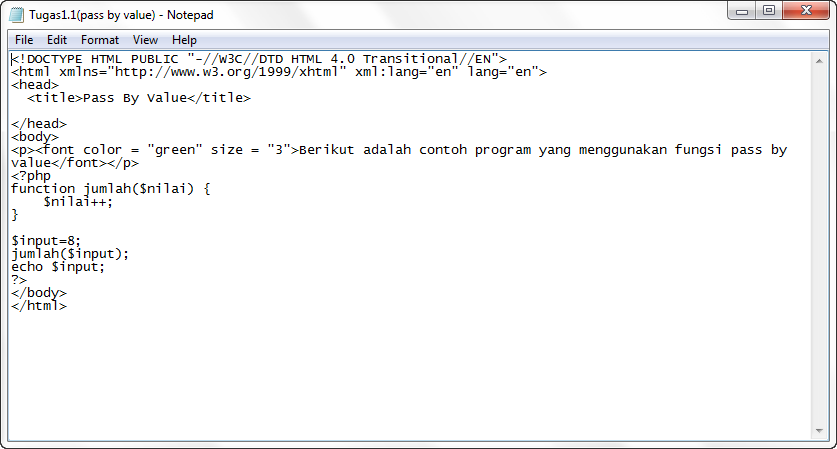 Tugas1.1(pass by value) - Notepad
File Edit Format View Help
<!DOCTYPE HTML PUBLIC "-//W3C//DTD HTML 4.0 Transitional//EN">
<html xmlns="http://www.w3.org/1999/xhtml" xml:lang="en" lang="en">
<head>
  <title>Pass By Value</title>

</head>
<body>
<p><font color = "green" size = "3">Berikut adalah contoh program yang menggunakan fungsi pass by
value</font></p>
<?php
function jumlah($nilai) {
    $nilai++;
}

$input=8;
jumlah($input);
echo $input;
?>
</body>
</html>